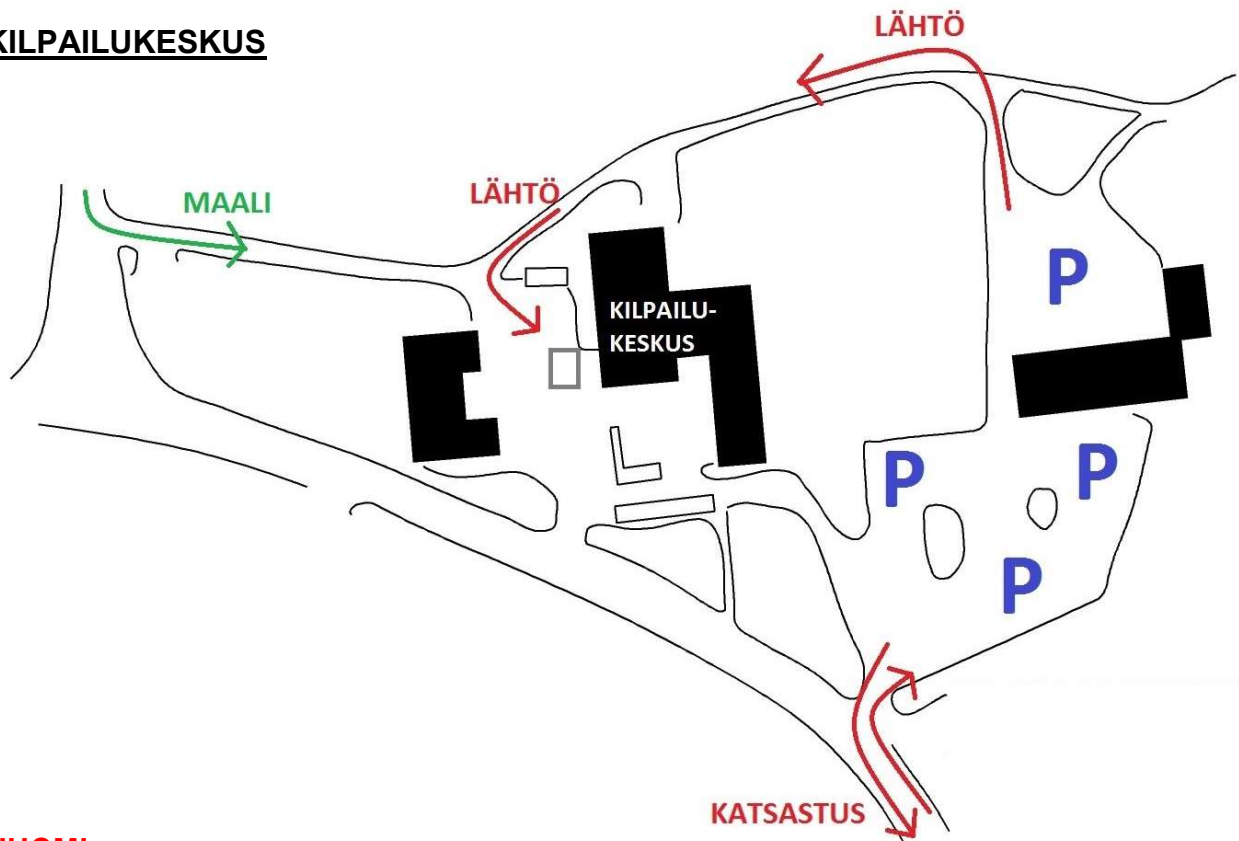 KILPAILUKESKUS
LÄHTÖ
MAALI
LÄHTÖ
KILPAILU-
KESKUS
P
P
P
P
KATSASTUS